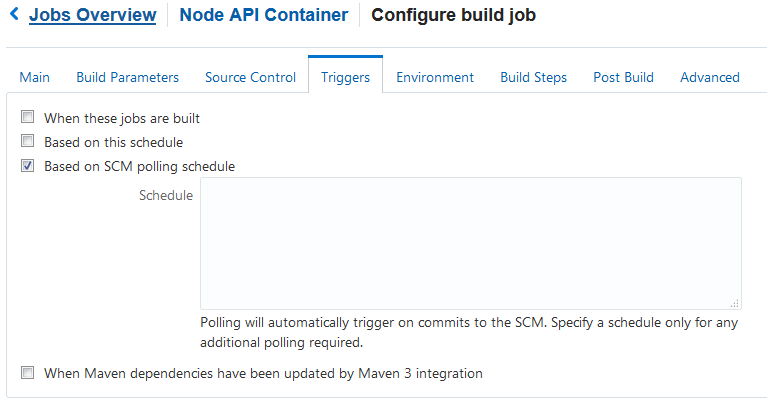 Jobs Overview Node API Container Configure build job
Main Build Parameters Source Control Triggers Environment Build Steps Post Build Advanced
When these jobs are built
Based on this schedule
Based on SCM polling schedule
Schedule
Polling will automatically trigger on commits to the SCM. Specify a schedule only for any
additional polling required.
When Maven dependencies have been updated by Maven 3 integration